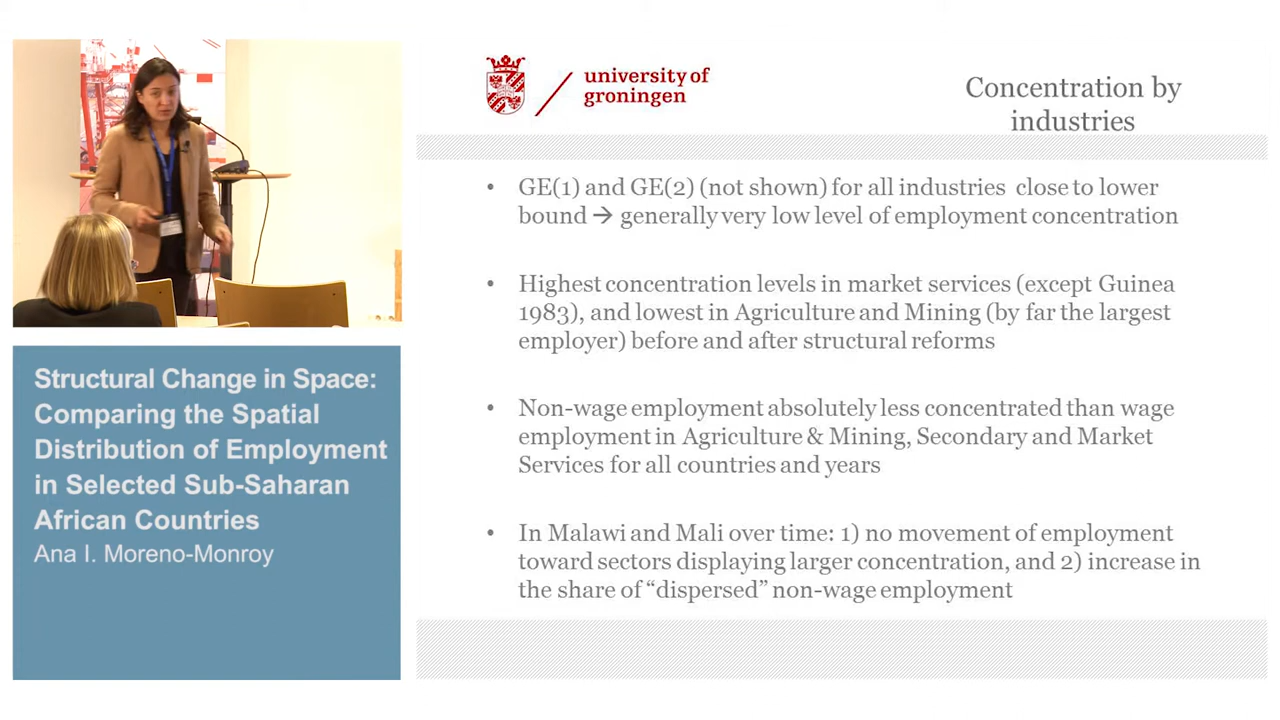 university of
groningen
Concentration by
industries
• GE(1) and GE(2) (not shown) for all industries close to lower
bound → generally very low level of employment concentration
• Highest concentration levels in market services (except Guinea
1983), and lowest in Agriculture and Mining (by far the largest
employer) before and after structural reforms
• Non-wage employment absolutely less concentrated than wage
employment in Agriculture & Mining, Secondary and Market
Services for all countries and years
• In Malawi and Mali over time: 1) no movement of employment
toward sectors displaying larger concentration, and 2) increase in
the share of “dispersed” non-wage employment
Structural Change in Space:
Comparing the Spatial
Distribution of Employment
in Selected Sub-Saharan
African Countries
Ana I. Moreno-Monroy